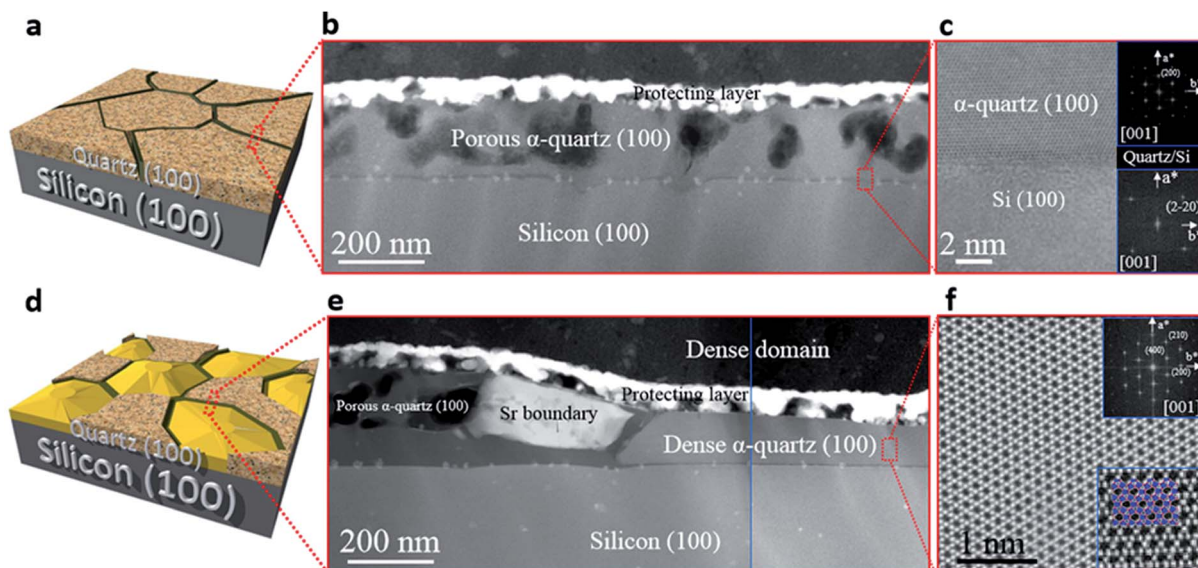 a
Quartz (100)
Silicon (100)
b
Protecting layer
Porous α-quartz (100)
Silicon (100)
200 nm
c
α-quartz (100)
Si (100)
2 nm
a*
(200)
b
[001]
Quartz/Si
a*
(2-20)
b*
[001]
d
Quartz (100)
Silicon (100)
e
Dense domain
Protecting layer
Porous α-quartz (100)
Sr boundary
Dense α-quartz (100)
Silicon (100)
200 nm
f
a*
(210)
(400)
b*
(200)
[001]
1 nm